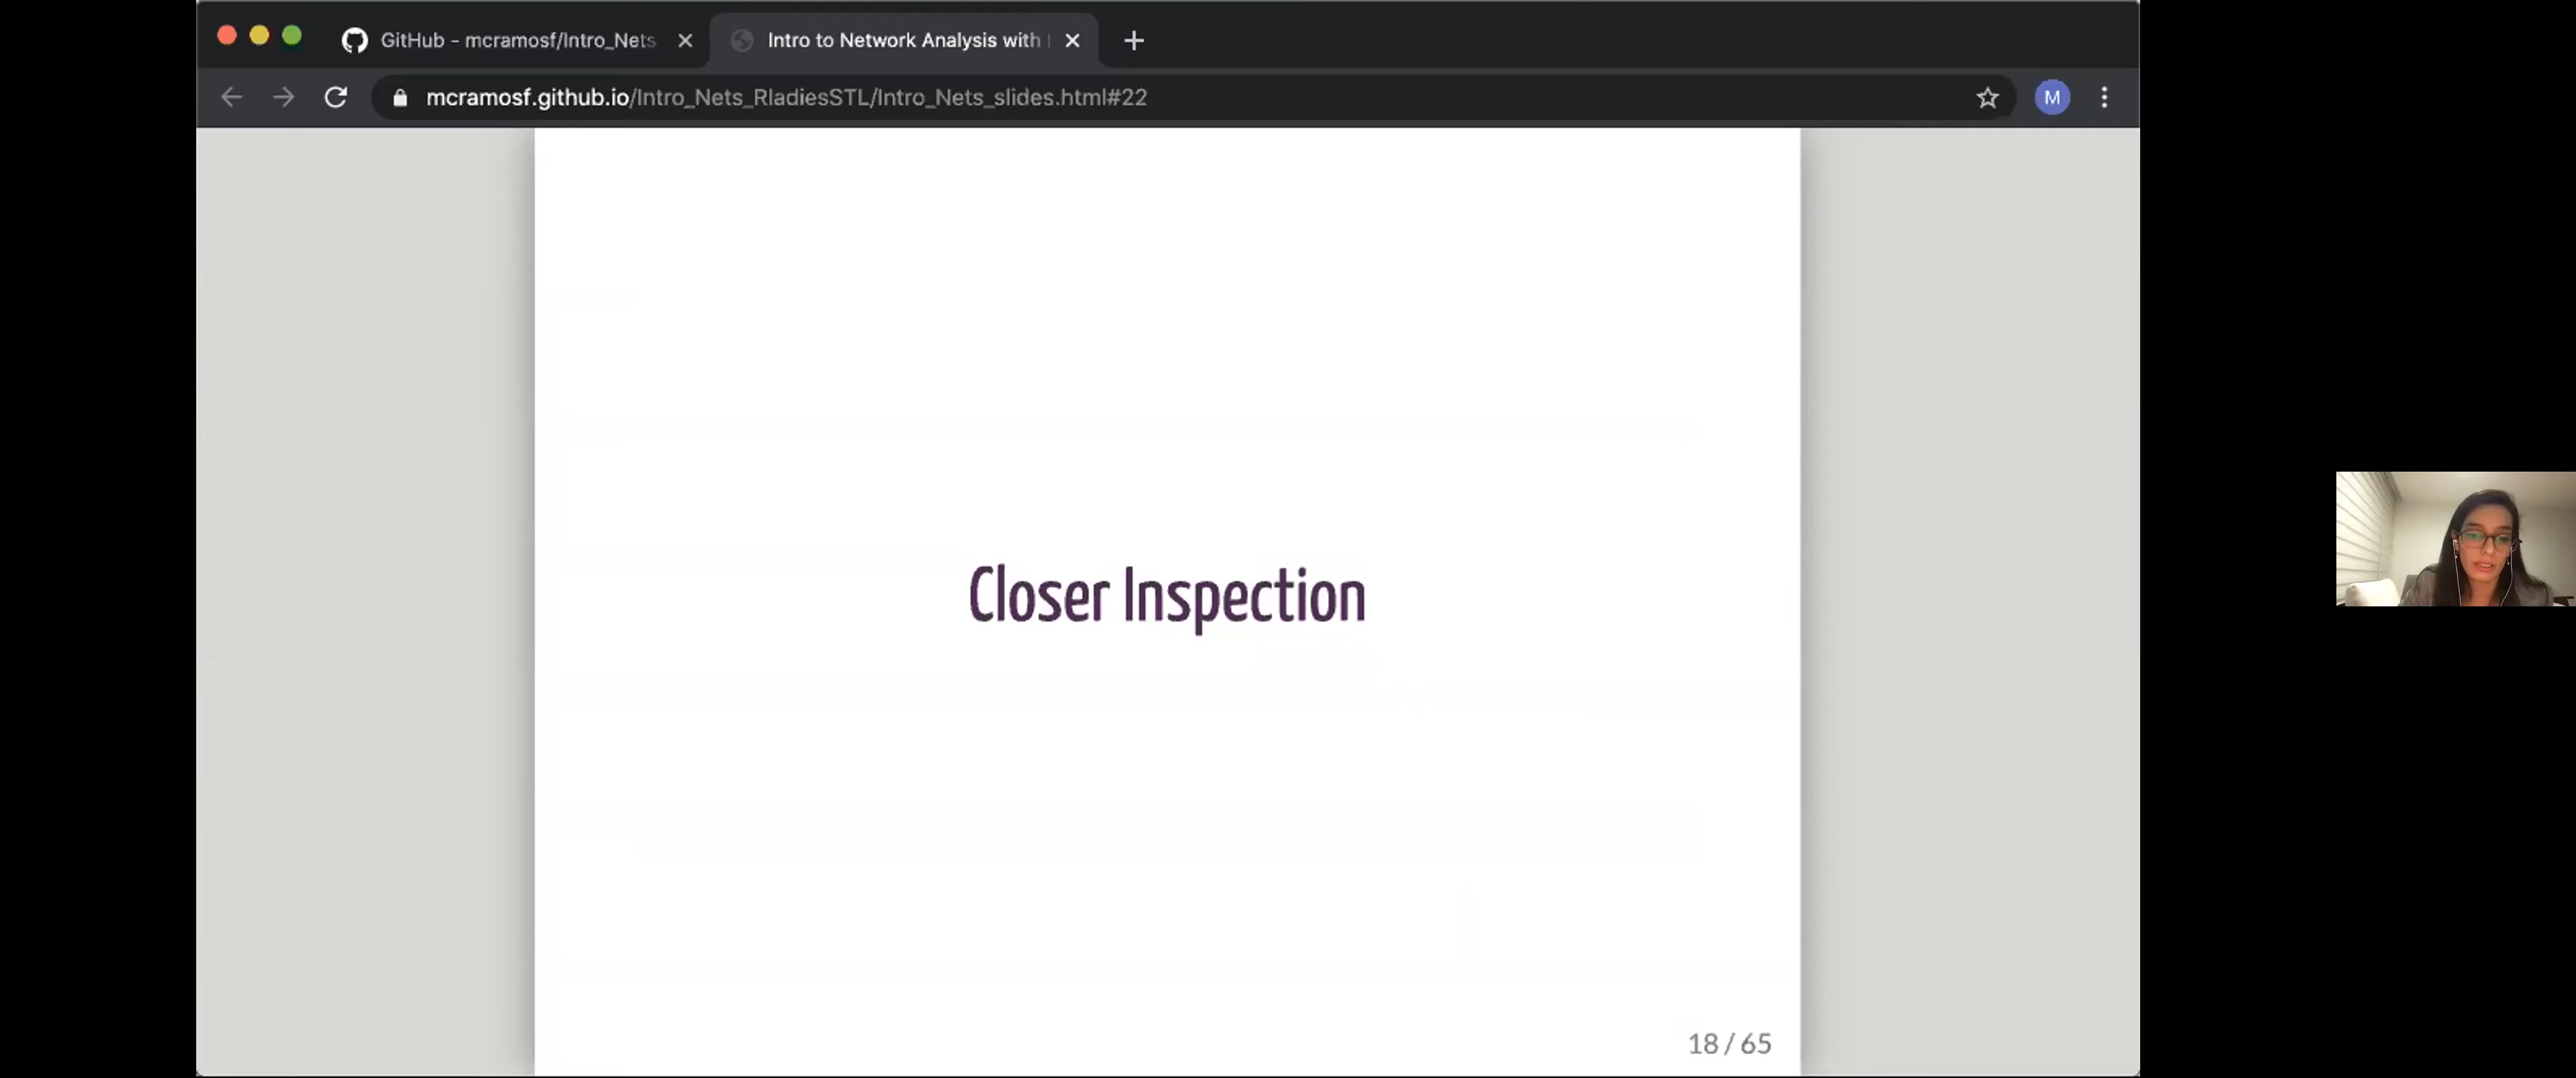 GitHub - mcramosf/Intro_Nets
Intro to Network Analysis with
mcramosf.github.io/Intro_Nets_RladiesSTL/Intro_Nets_slides.html#22
M
Closer Inspection
18 / 65